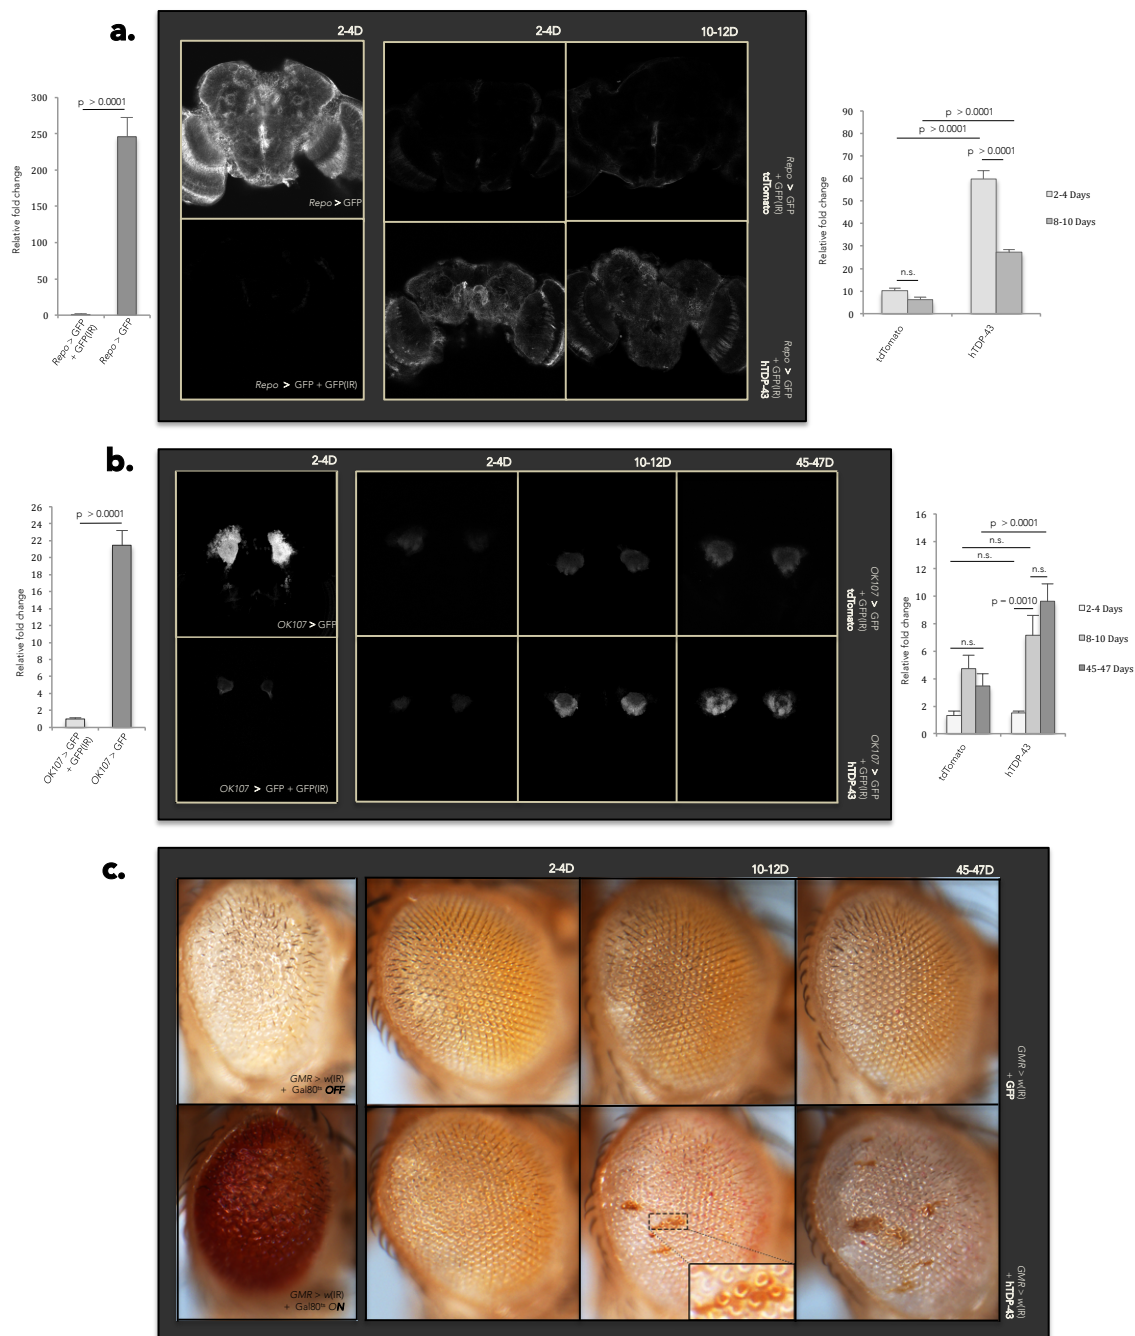 a.
2-4D
2-4D
10-12D
Repo > GFP
Repo > GFP + GFP(IR)
Repo > GFP
+ GFP(IR)
tdTomato
Repo > GFP
+ GFP(IR)
hTDP-43
Relative fold change
300
250
200
150
100
50
0
p > 0.0001
Repo > GFP
+ GFP(IR)
Repo > GFP
Relative fold change
90
80
70
60
50
40
30
20
10
0
p > 0.0001
p > 0.0001
p > 0.0001
n.s.
tdTomato
hTDP-43
2-4 Days
8-10 Days
b.
2-4D
2-4D
10-12D
45-47D
OK107 > GFP
OK107 > GFP + GFP(IR)
OK107 > GFP
+ GFP(IR)
tdTomato
OK107 > GFP
+ GFP(IR)
hTDP-43
Relative fold change
26
24
22
20
18
16
14
12
10
8
6
4
2
0
p > 0.0001
OK107 > GFP
+ GFP(IR)
OK107 > GFP
Relative fold change
16
14
12
10
8
6
4
2
0
p > 0.0001
n.s.
n.s.
n.s.
p = 0.0010
n.s.
tdTomato
hTDP-43
2-4 Days
8-10 Days
45-47 Days
c.
2-4D
10-12D
45-47D
GMR > w(IR)
+ Gal80ts OFF
GMR > w(IR)
+ GFP
GMR > w(IR)
+ Gal80ts ON
GMR > w(IR)
+ hTDP-43